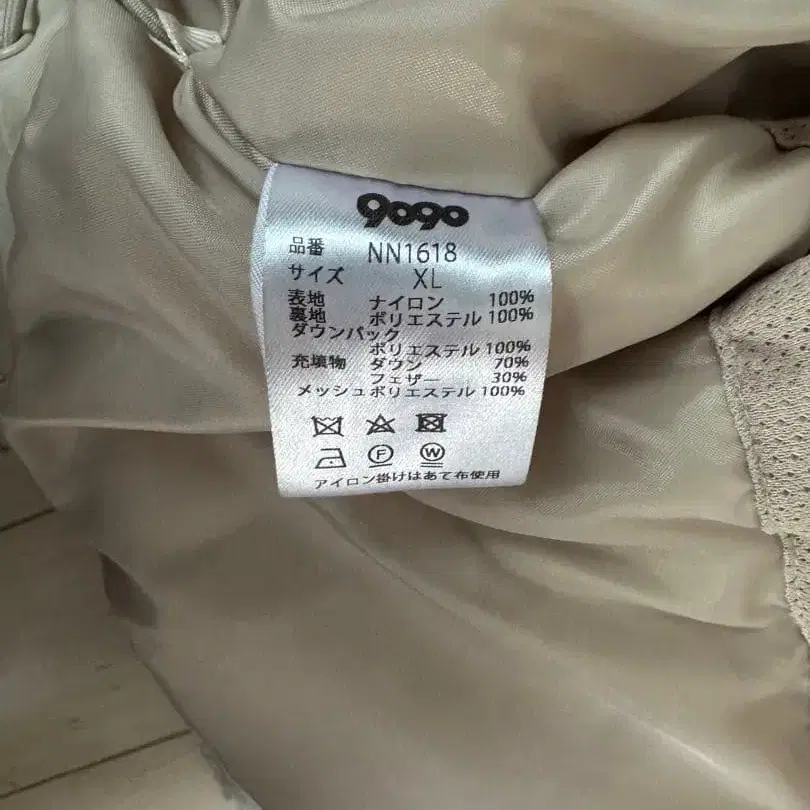 9090
品番 NN1618
サイズ XL
表地 ナイロン 100%
裏地 ポリエステル 100%
ダウンパック
ポリエステル 100%
充填物 ダウン 70%
フェザー 30%
メッシュポリエステル 100%
F W
アイロン掛けはあて布使用